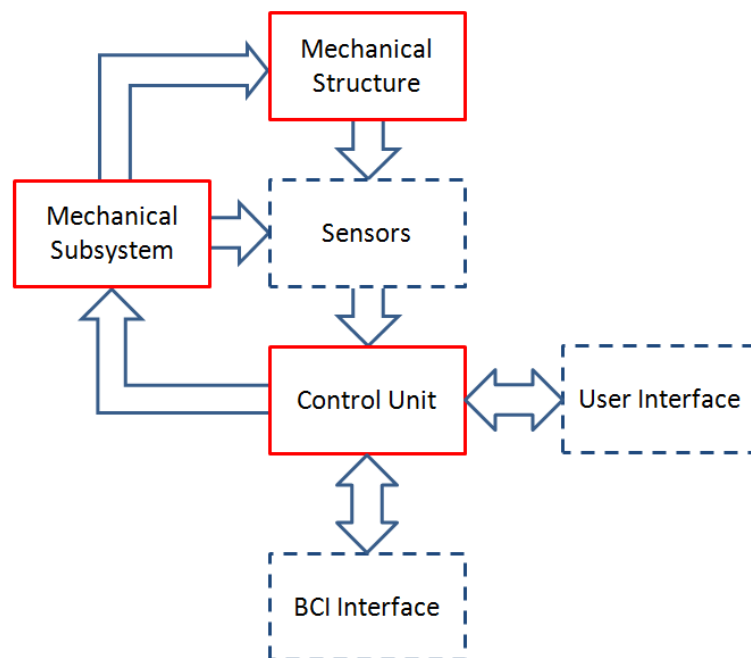 Mechanical
Structure
Mechanical
Subsystem
Sensors
Control Unit
User Interface
BCI Interface